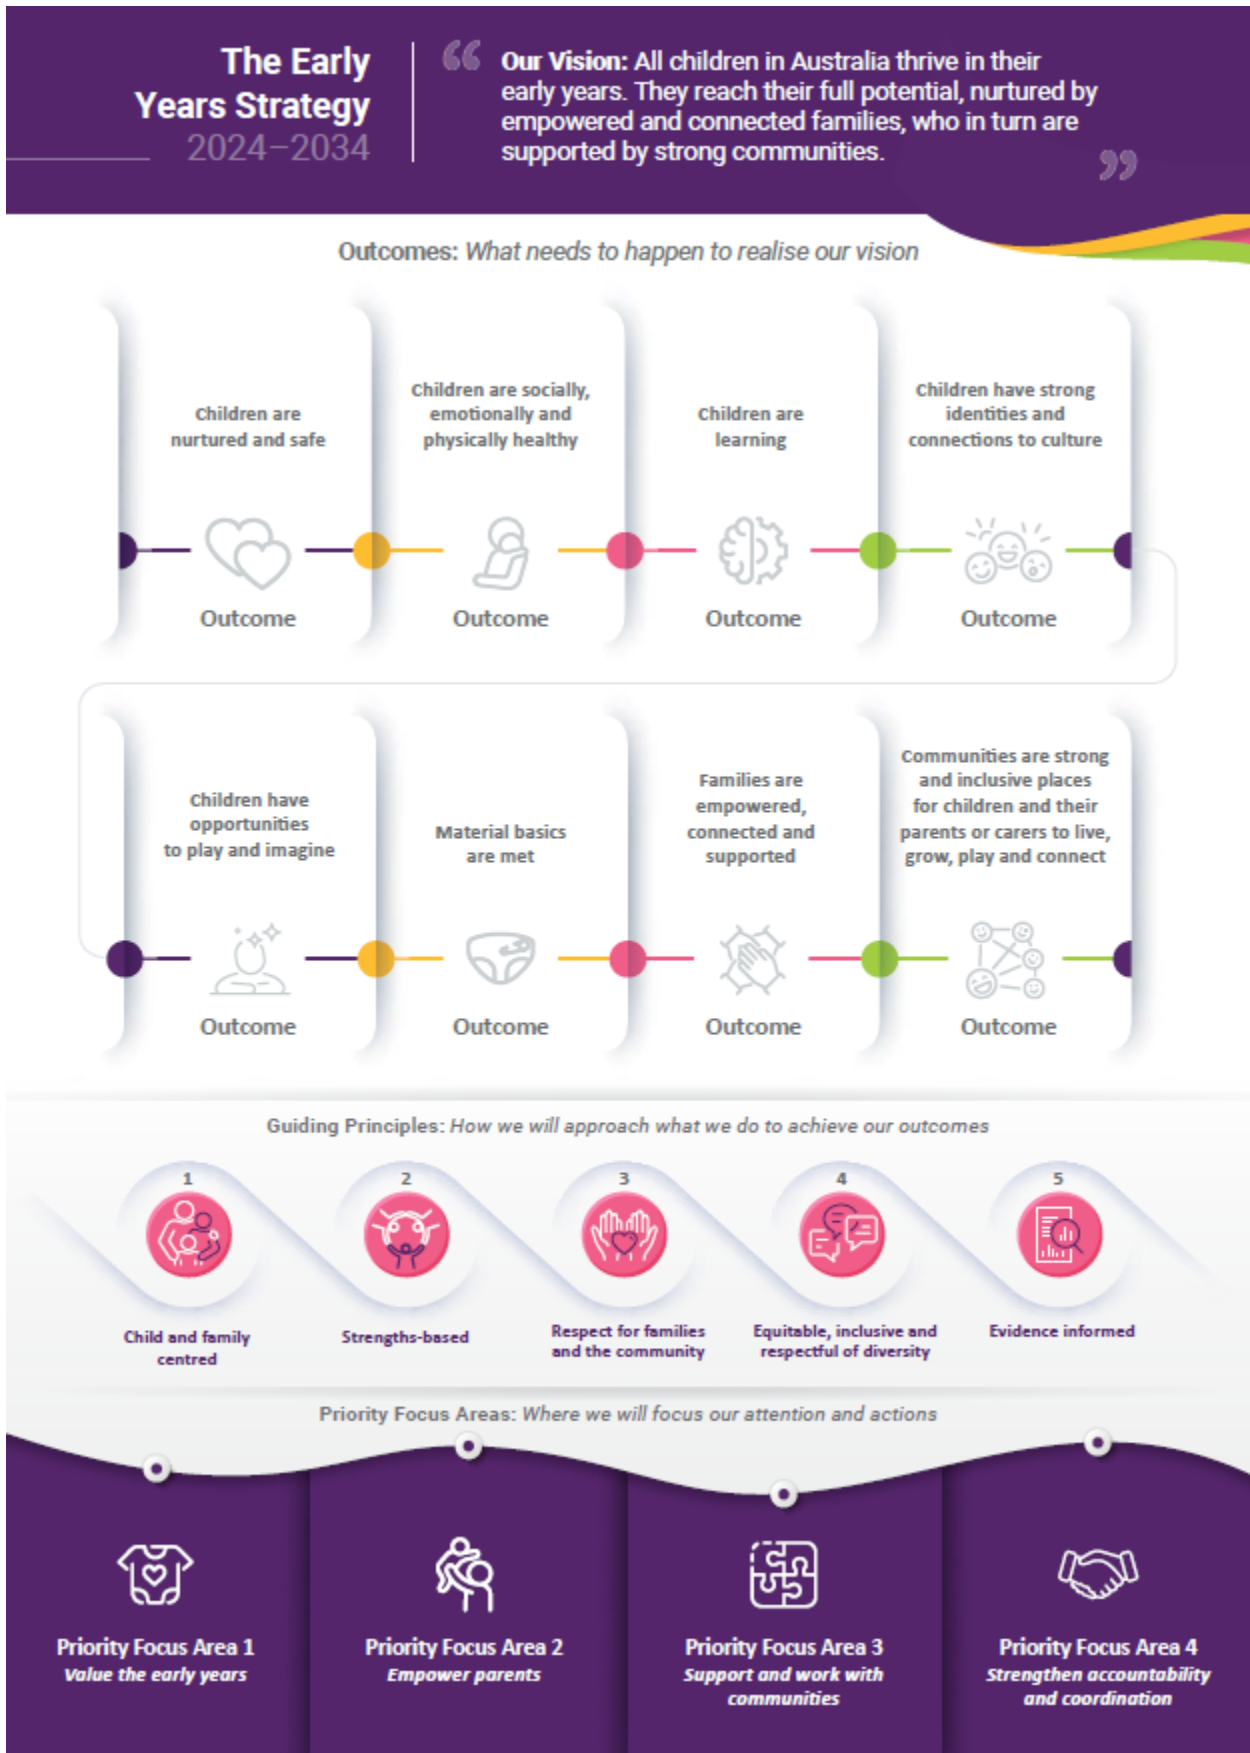 The Early
Years Strategy
2024–2034
“ Our Vision: All children in Australia thrive in their
early years. They reach their full potential, nurtured by
empowered and connected families, who in turn are
supported by strong communities. ”
Outcomes: What needs to happen to realise our vision
Children are
nurtured and safe
Outcome
Children are socially,
emotionally and
physically healthy
Outcome
Children are
learning
Outcome
Children have strong
identities and
connections to culture
Outcome
Children have
opportunities
to play and imagine
Outcome
Material basics
are met
Outcome
Families are
empowered,
connected and
supported
Outcome
Communities are strong
and inclusive places
for children and their
parents or carers to live,
grow, play and connect
Outcome
Guiding Principles: How we will approach what we do to achieve our outcomes
1
Child and family
centred
2
Strengths-based
3
Respect for families
and the community
4
Equitable, inclusive and
respectful of diversity
5
Evidence informed
Priority Focus Areas: Where we will focus our attention and actions
Priority Focus Area 1
Value the early years
Priority Focus Area 2
Empower parents
Priority Focus Area 3
Support and work with
communities
Priority Focus Area 4
Strengthen accountability
and coordination